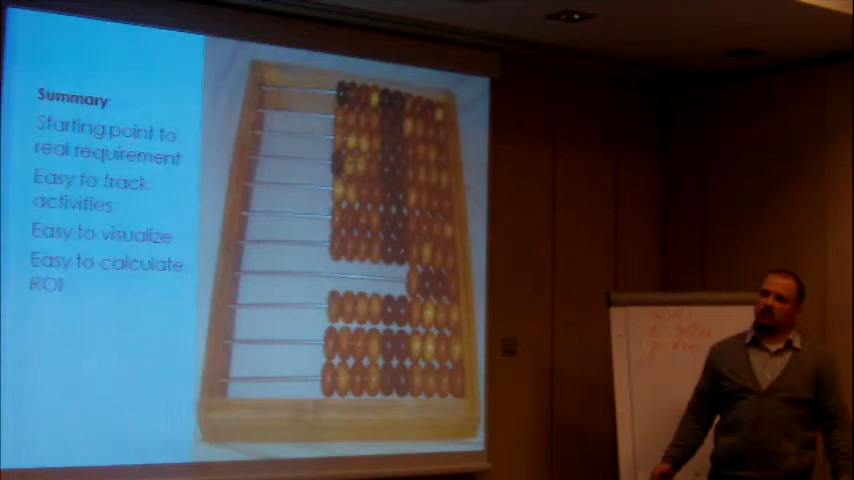 Summary
Starting point to
real requirement
Easy to track
activities
Easy to visualize
Easy to calculate
ROI